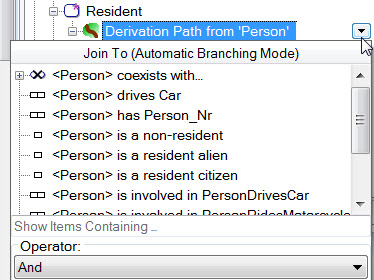 Resident
Derivation Path from 'Person'
Join To (Automatic Branching Mode)
<Person> coexists with...
<Person> drives Car
<Person> has Person_Nr
<Person> is a non-resident
<Person> is a resident alien
<Person> is a resident citizen
<Person> is involved in PersonDrivesCar
<Person> is involved in PersonRidesMotorcycle
Show Items Containing ...
Operator:
And